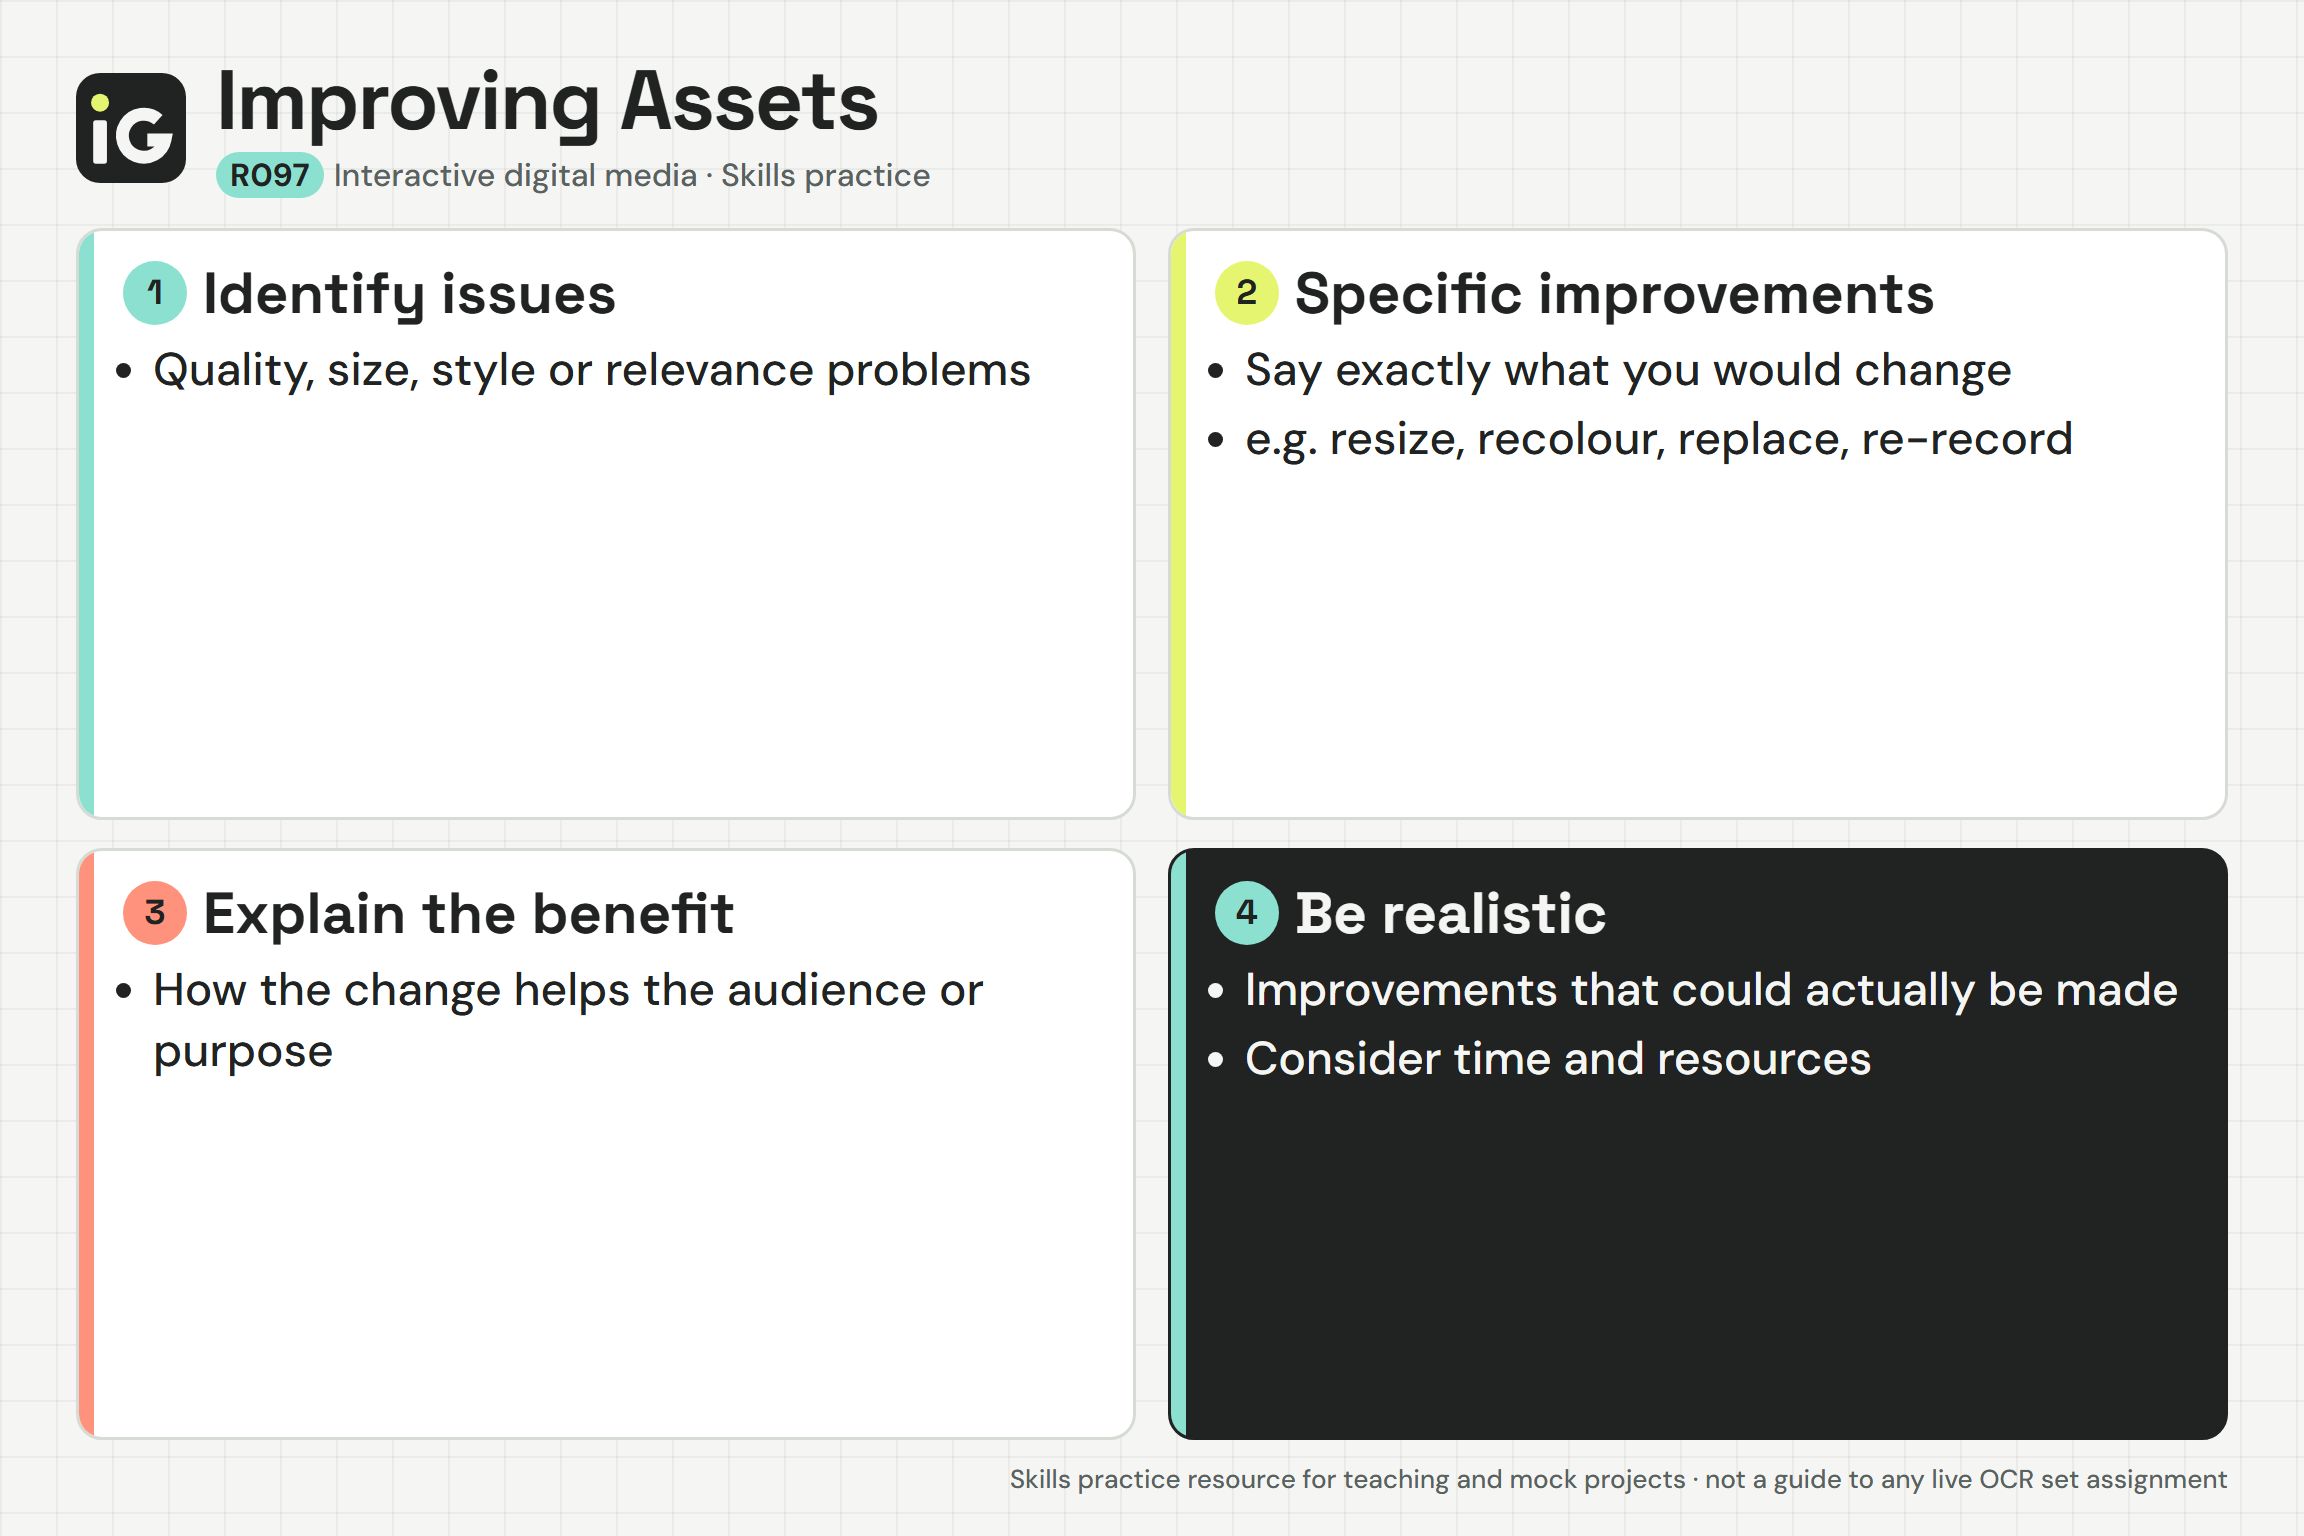 iG
Improving Assets
R097 Interactive digital media · Skills practice
1 Identify issues
• Quality, size, style or relevance problems
2 Specific improvements
• Say exactly what you would change
• e.g. resize, recolour, replace, re-record
3 Explain the benefit
• How the change helps the audience or
purpose
4 Be realistic
• Improvements that could actually be made
• Consider time and resources
Skills practice resource for teaching and mock projects · not a guide to any live OCR set assignment